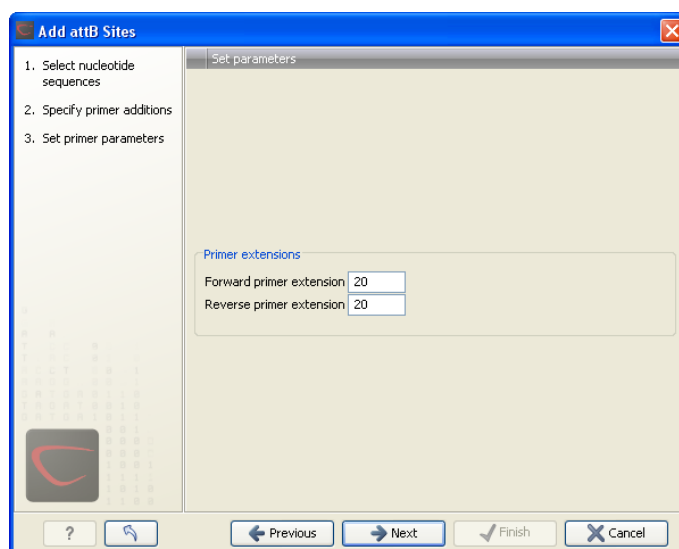 Add attB Sites
1. Select nucleotide
sequences
2. Specify primer additions
3. Set primer parameters
Set parameters
Primer extensions
Forward primer extension 20
Reverse primer extension 20
? Previous Next Finish Cancel